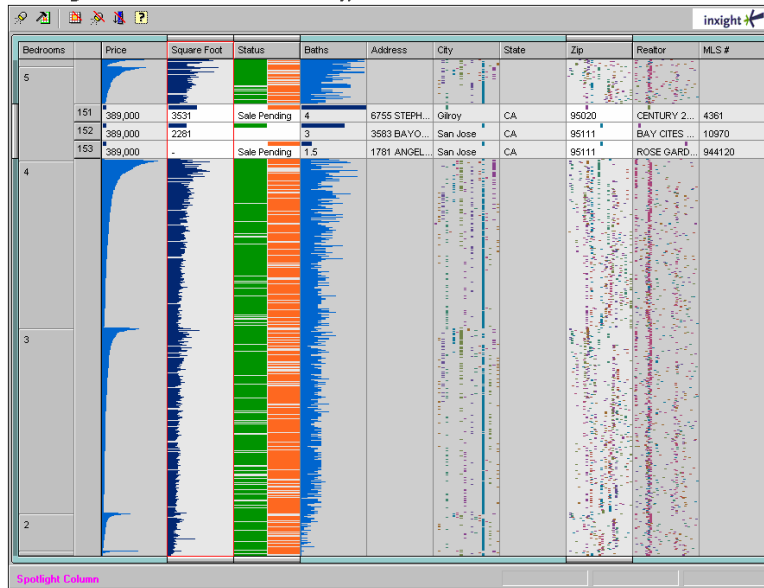 inxight
Bedrooms Price Square Foot Status Baths Address City State Zip Realtor MLS #
5
151 389,000 3531 Sale Pending 4 6755 STEPH... Gilroy CA 95020 CENTURY 2... 4361
152 389,000 2281 3 3583 BAYO... San Jose CA 95111 BAY CITES ... 10970
153 389,000 - Sale Pending 1.5 1781 ANGEL... San Jose CA 95111 ROSE GARD... 944120
4
3
2
Spotlight Column